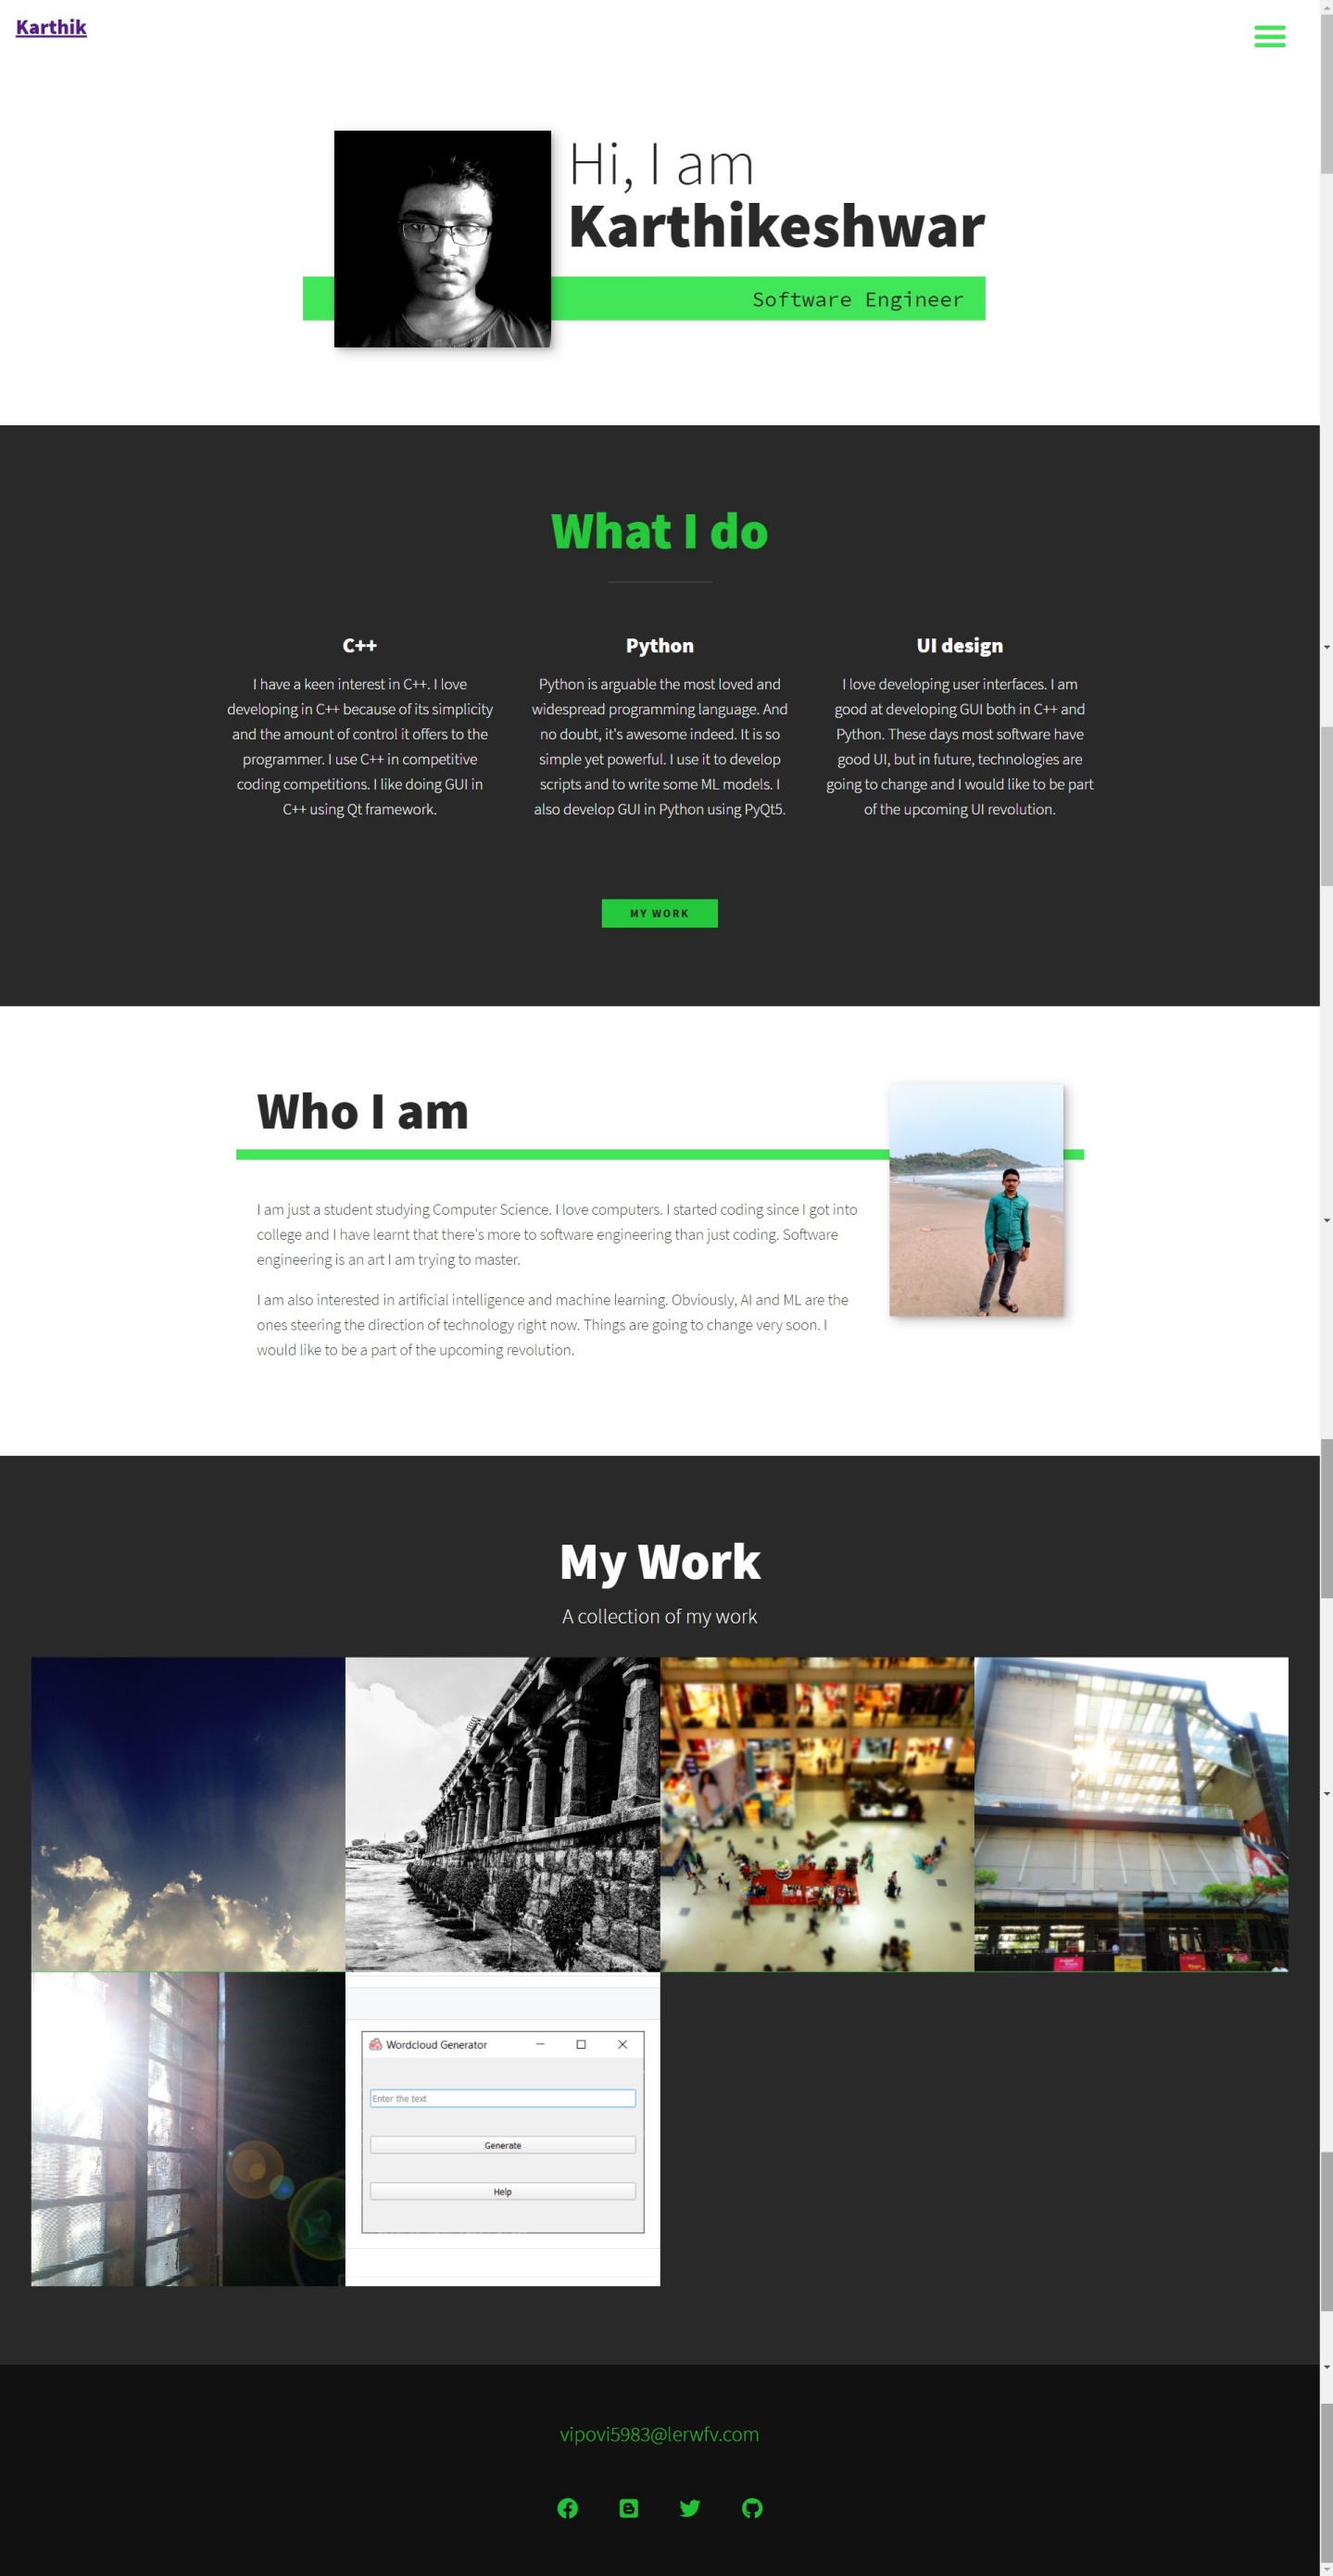 Karthik
Hi, I am
Karthikeshwar
Software Engineer
What I do
C++
I have a keen interest in C++. I love
developing in C++ because of its simplicity
and the amount of control it offers to the
programmer. I use C++ in competitive
coding competitions. I like doing GUI in
C++ using Qt framework.
Python
Python is arguable the most loved and
widespread programming language. And
no doubt, it's awesome indeed. It is so
simple yet powerful. I use it to develop
scripts and to write some ML models. I
also develop GUI in Python using PyQt5.
UI design
I love developing user interfaces. I am
good at developing GUI both in C++ and
Python. These days most software have
good UI, but in future, technologies are
going to change and I would like to be part
of the upcoming UI revolution.
MY WORK
Who I am
I am just a student studying Computer Science. I love computers. I started coding since I got into
college and I have learnt that there's more to software engineering than just coding. Software
engineering is an art I am trying to master.
I am also interested in artificial intelligence and machine learning. Obviously, AI and ML are the
ones steering the direction of technology right now. Things are going to change very soon. I
would like to be a part of the upcoming revolution.
My Work
A collection of my work
Wordcloud Generator
Enter the text
Generate
Help
vipovi5983@lerwfv.com